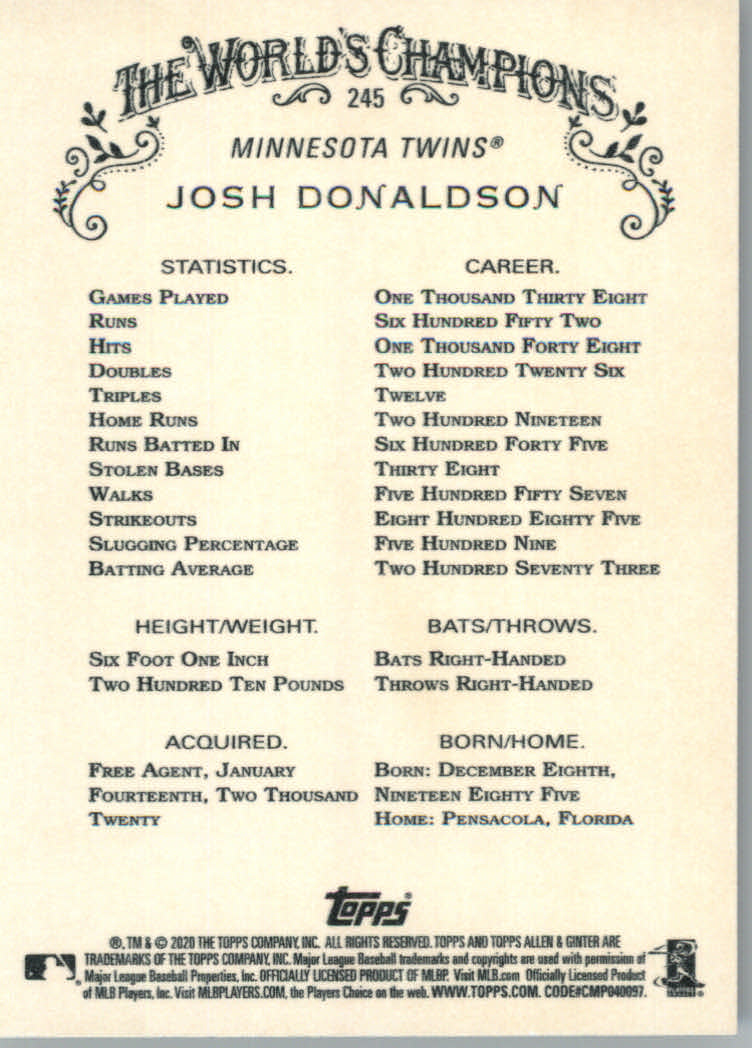 THE WORLD'S CHAMPIONS
245
MINNESOTA TWINS®
JOSH DONALDSON
STATISTICS. CAREER.
GAMES PLAYED ONE THOUSAND THIRTY EIGHT
RUNS SIX HUNDRED FIFTY TWO
HITS ONE THOUSAND FORTY EIGHT
DOUBLES TWO HUNDRED TWENTY SIX
TRIPLES TWELVE
HOME RUNS TWO HUNDRED NINETEEN
RUNS BATTED IN SIX HUNDRED FORTY FIVE
STOLEN BASES THIRTY EIGHT
WALKS FIVE HUNDRED FIFTY SEVEN
STRIKEOUTS EIGHT HUNDRED EIGHTY FIVE
SLUGGING PERCENTAGE FIVE HUNDRED NINE
BATTING AVERAGE TWO HUNDRED SEVENTY THREE
HEIGHT/WEIGHT. BATS/THROWS.
SIX FOOT ONE INCH BATS RIGHT-HANDED
TWO HUNDRED TEN POUNDS THROWS RIGHT-HANDED
ACQUIRED. BORN/HOME.
FREE AGENT, JANUARY BORN: DECEMBER EIGHTH,
FOURTEENTH, TWO THOUSAND NINETEEN EIGHTY FIVE
TWENTY HOME: PENSACOLA, FLORIDA
TOPPS®
®, TM & © 2020 THE TOPPS COMPANY, INC. ALL RIGHTS RESERVED. TOPPS AND TOPPS ALLEN & GINTER ARE
TRADEMARKS OF THE TOPPS COMPANY, INC. Major League Baseball trademarks and copyrights are used with permission of
Major League Baseball Properties, Inc. OFFICIALLY LICENSED PRODUCT OF MLBP. Visit MLB.com Officially Licensed Product
of MLB Players, Inc. Visit MLBPLAYERS.COM, the Players Choice on the web. WWW.TOPPS.COM. CODE#CMP040097.